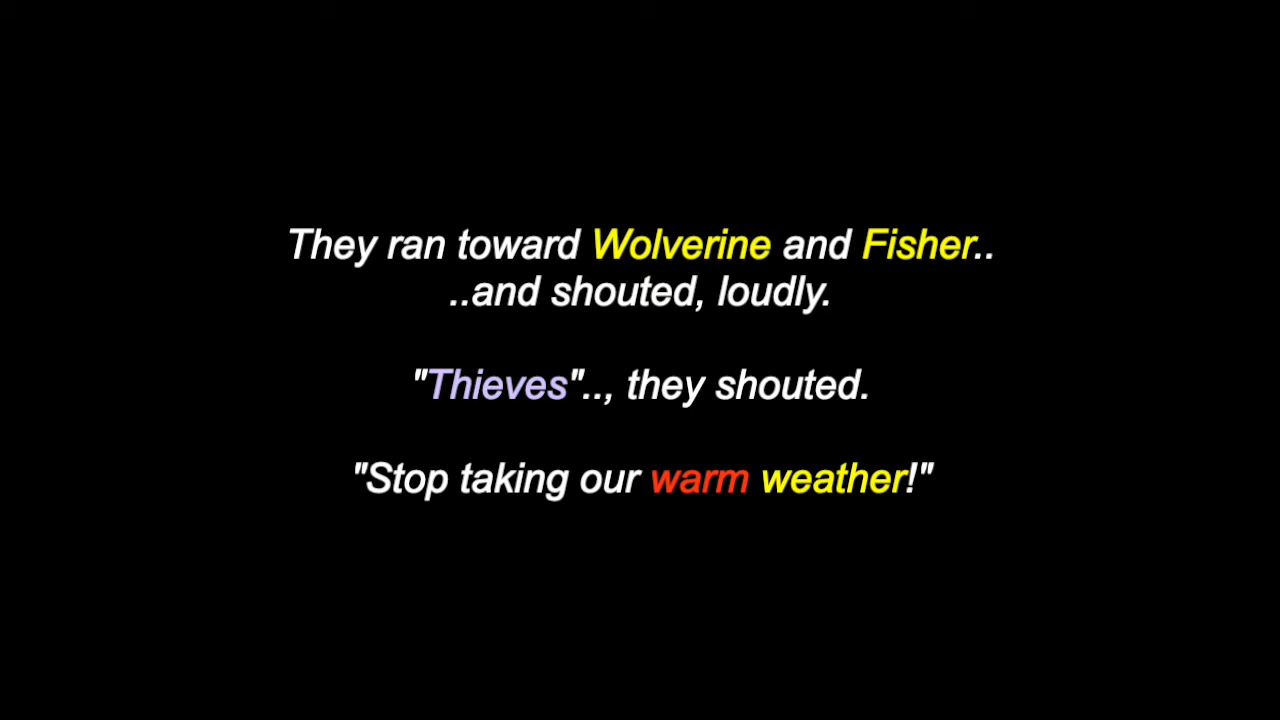 They ran toward Wolverine and Fisher..
..and shouted, loudly.
"Thieves".., they shouted.
"Stop taking our warm weather!"